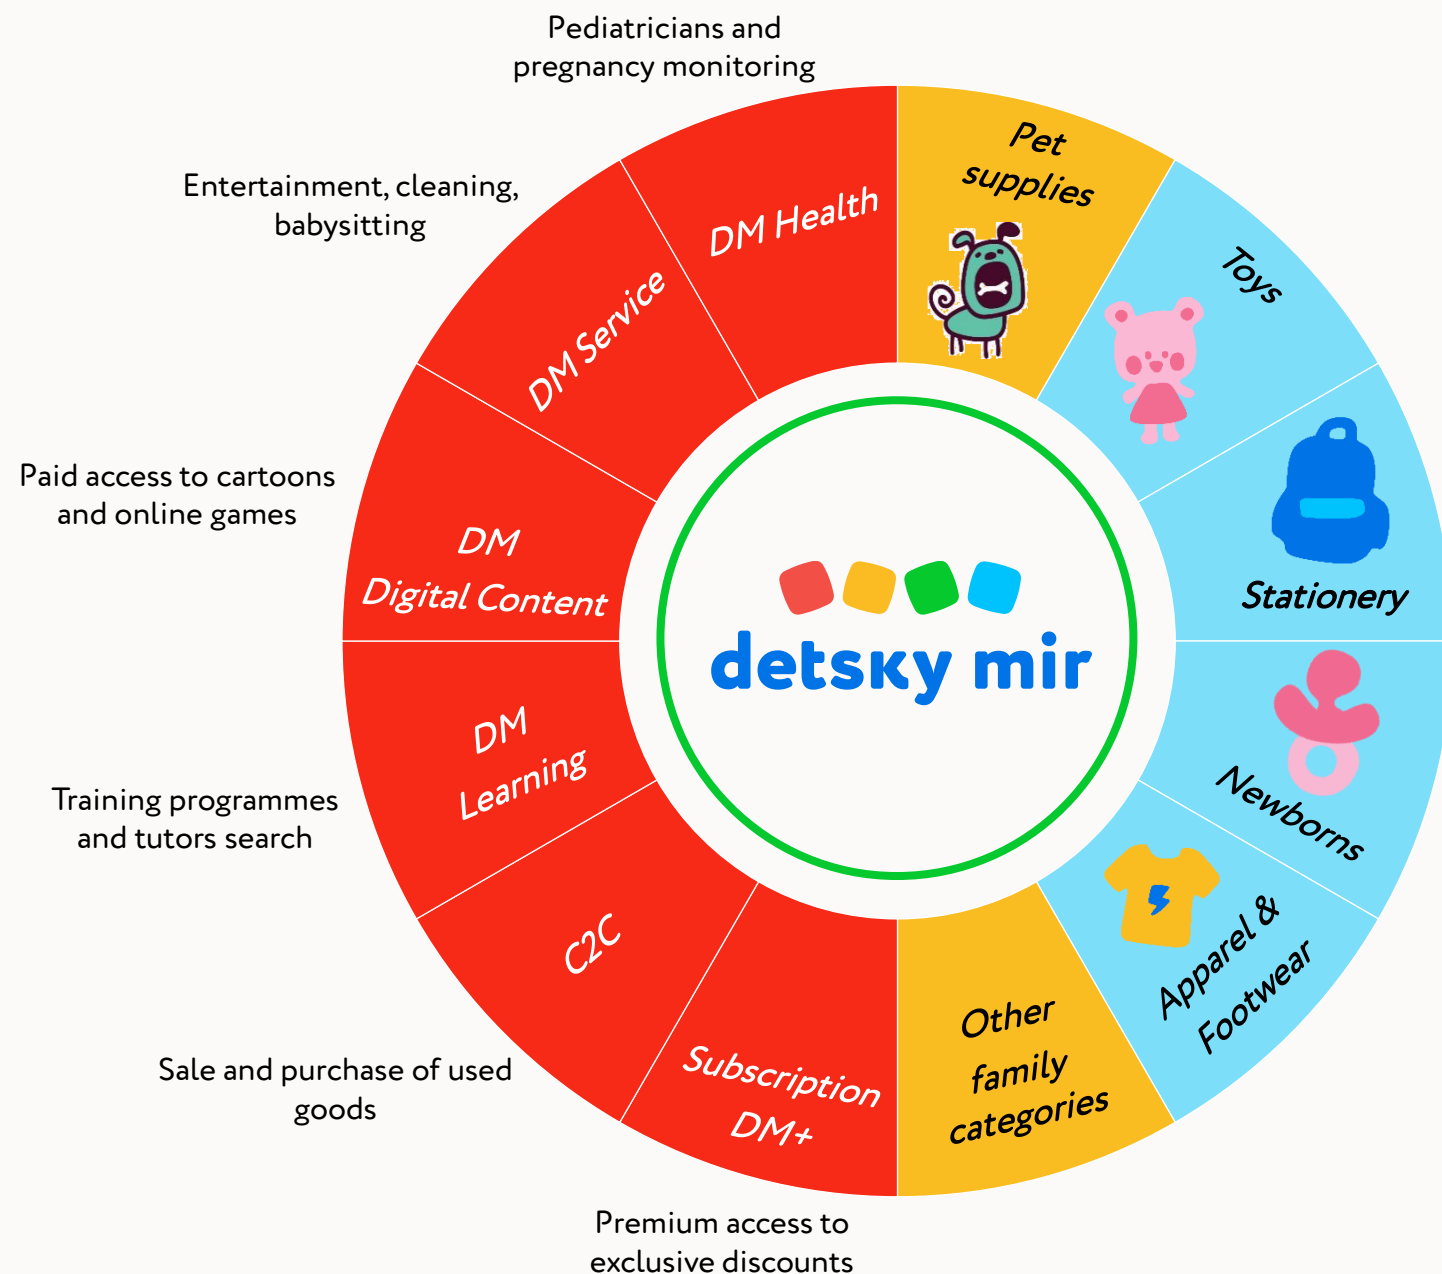 Pediatricians and
pregnancy monitoring
Pet
supplies
Entertainment, cleaning,
babysitting
DM Health
Toys
DM Service
Paid access to cartoons
and online games
DM
Digital Content
Stationery
detsky mir
DM
Learning
Newborns
Training programmes
and tutors search
C2C
Apparel &
Footwear
Other
family
categories
Subscription
DM+
Sale and purchase of used
goods
Premium access to
exclusive discounts